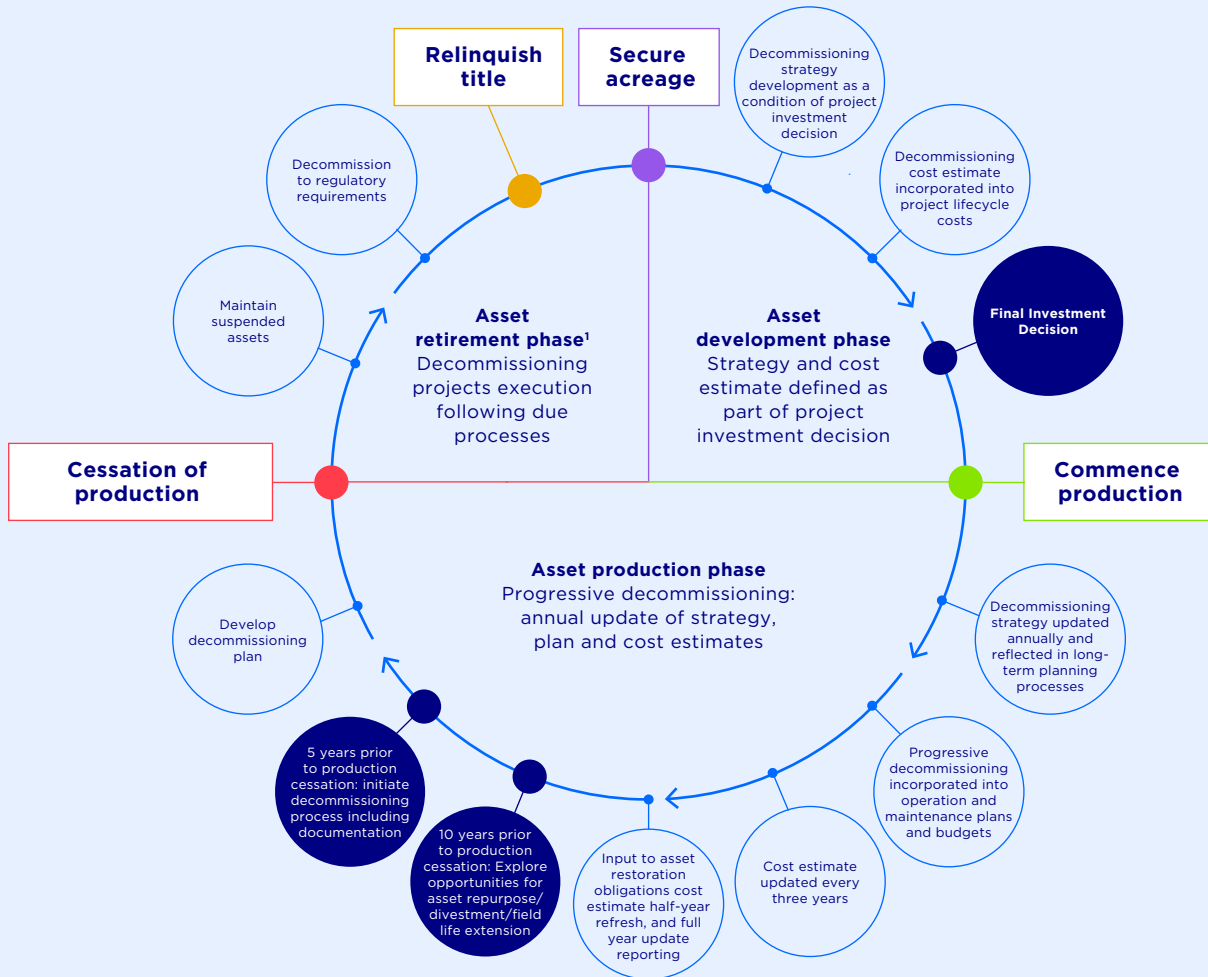 Relinquish
title
Secure
acreage
Decommissioning
strategy
development as a
condition of project
investment
decision
Decommissioning
cost estimate
incorporated into
project lifecycle
costs
Final Investment
Decision
Commence
production
Decommissioning
strategy updated
annually and
reflected in long-
term planning
processes
Progressive
decommissioning
incorporated into
operation and
maintenance plans
and budgets
Cost estimate
updated every
three years
Input to asset
restoration
obligations cost
estimate half-year
refresh, and full
year update
reporting
10 years prior
to production
cessation: Explore
opportunities for
asset repurpose/
divestment/field
life extension
5 years prior
to production
cessation: initiate
decommissioning
process including
documentation
Develop
decommissioning
plan
Cessation of
production
Maintain
suspended
assets
Decommission
to regulatory
requirements
Asset
retirement phase¹
Decommissioning
projects execution
following due
processes
Asset
development phase
Strategy and cost
estimate defined as
part of project
investment decision
Asset production phase
Progressive decommissioning:
annual update of strategy,
plan and cost estimates